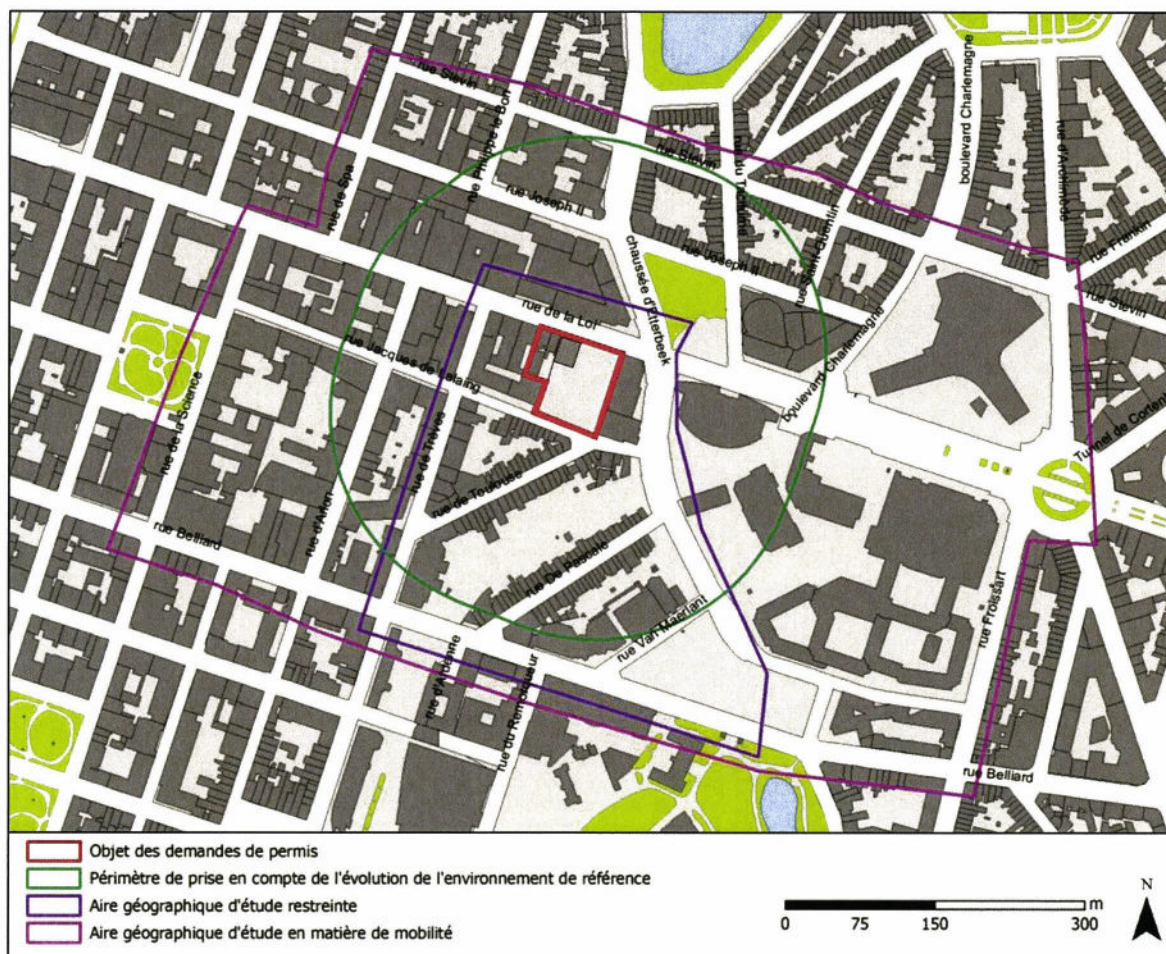 rue Stevin
boulevard Charlemagne
rue d'Archimède
rue Philippe le Bon
rue Stevin
rue du Taciturne
rue de Spa
rue Joseph II
rue Saint-Quentin
rue Franklin
chaussée d'Etterbeek
rue Joseph II
rue Stevin
rue de la Loi
rue Jacques de Lalaing
boulevard Charlemagne
rue de la Science
Tunnel de Corten
rue de Trèves
rue de Toulouse
rue d'Arlon
rue Belliard
rue De Pascale
rue Froissart
rue Van Maerlant
rue d'Ardenne
rue du Remorqueur
rue Belliard
Objet des demandes de permis
Périmètre de prise en compte de l'évolution de l'environnement de référence
Aire géographique d'étude restreinte
Aire géographique d'étude en matière de mobilité
N
m
0 75 150 300